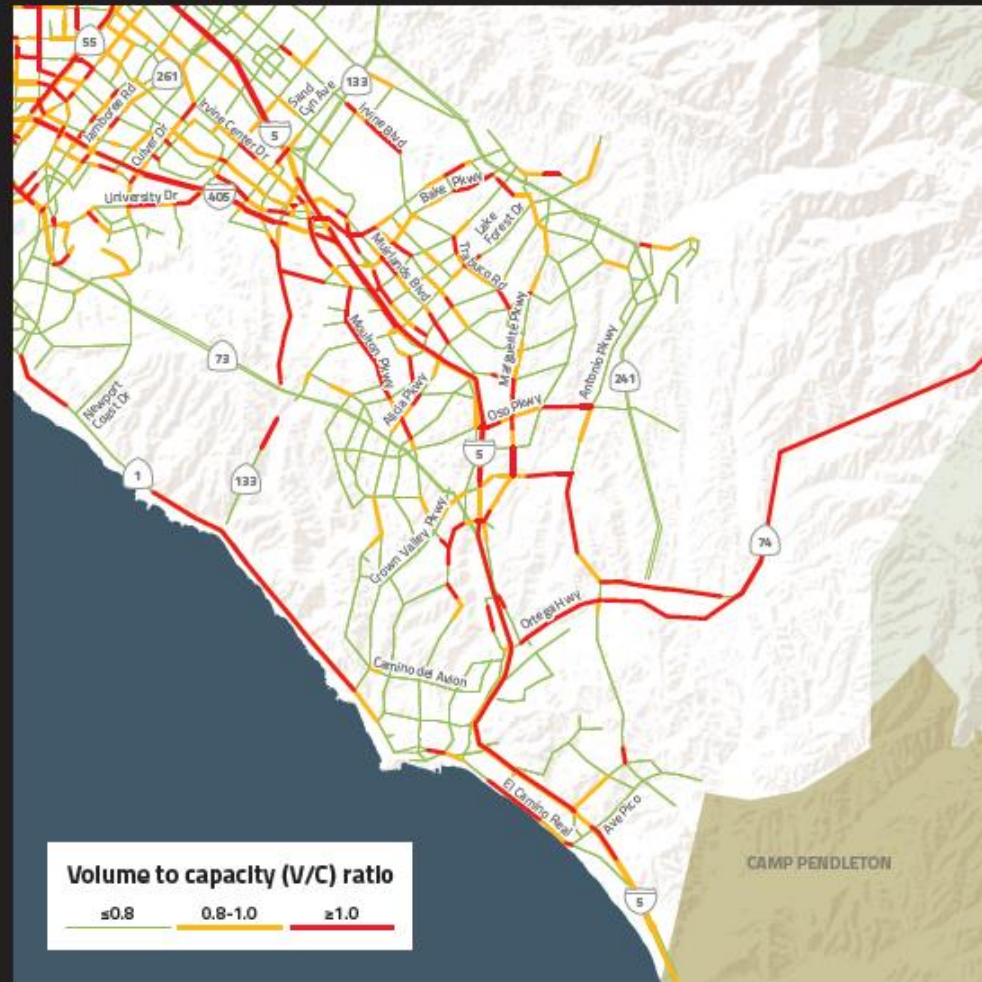 55
261
133
Jamboree Rd
Culver Dr
Irvine Center Dr
Sand
Cyn Ave
Irvine Blvd
5
University Dr
405
Bake Pkwy
Lake
Forest Dr
Trabuco Rd
Muirlands Blvd
Moulton Pkwy
Alicia Pkwy
Marguerite Pkwy
Antonio Pkwy
73
241
Newport
Coast Dr
Oso Pkwy
1
133
5
Crown Valley Pkwy
74
Ortega Hwy
Camino del Avion
El Camino Real
Ave Pico
CAMP PENDLETON
5
Volume to capacity (V/C) ratio
≤0.8 0.8-1.0 ≥1.0